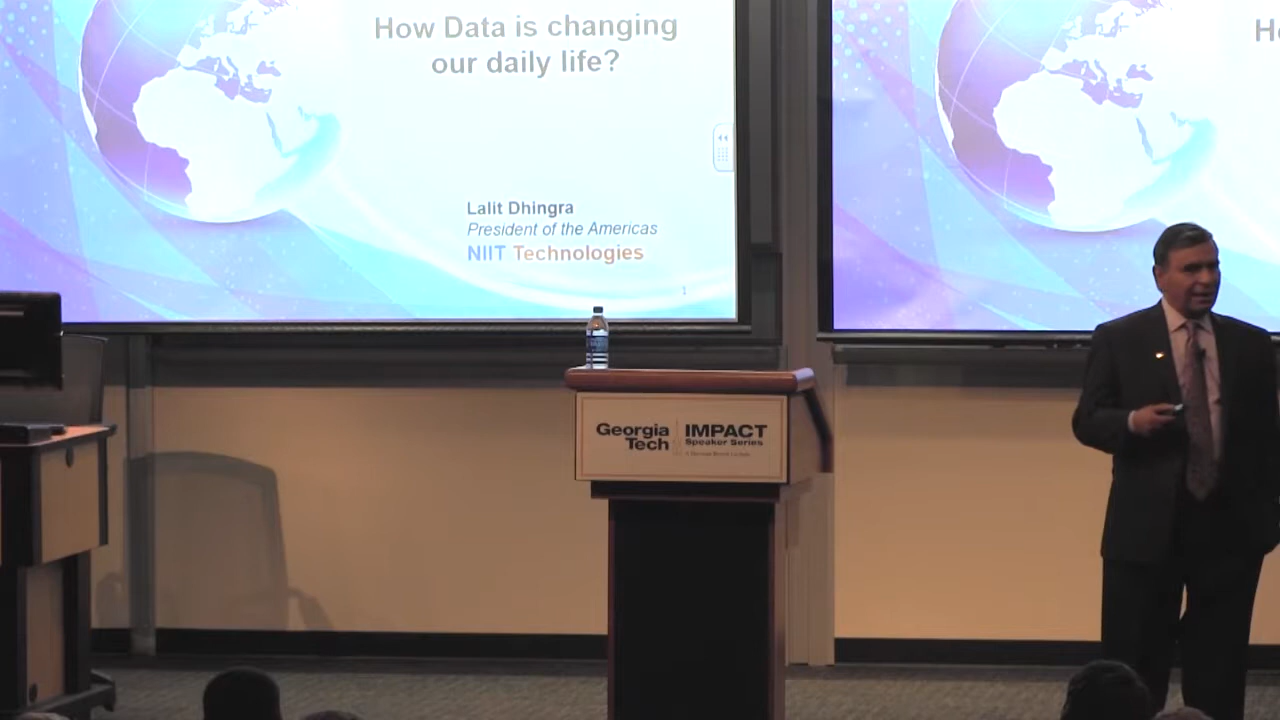 How Data is changing
our daily life?
Lalit Dhingra
President of the Americas
NIIT Technologies
1
H
Georgia
Tech
IMPACT
Speaker Series